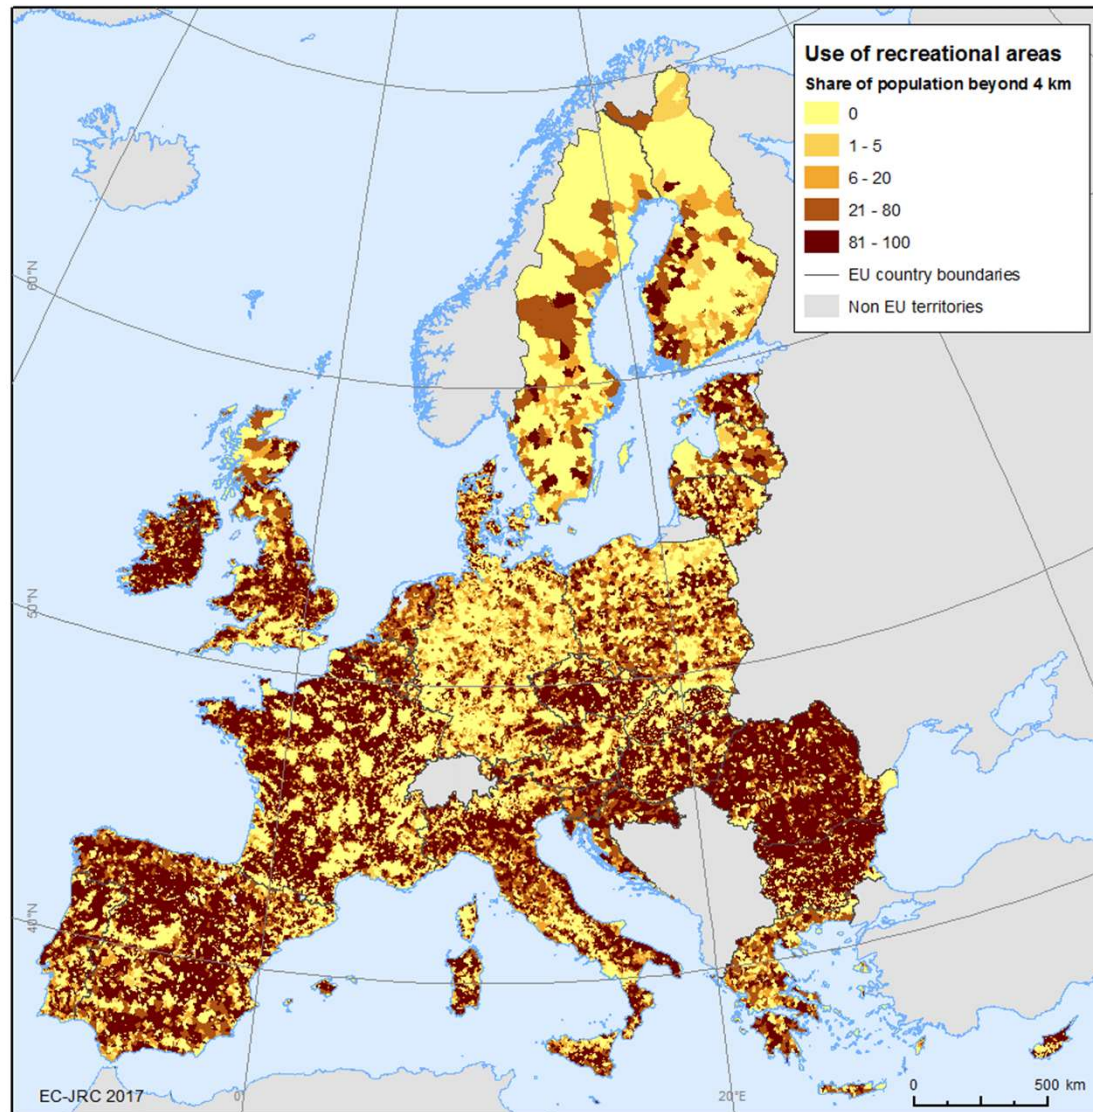 Use of recreational areas
Share of population beyond 4 km
0
1 - 5
6 - 20
21 - 80
81 - 100
EU country boundaries
Non EU territories
60°N
50°N
40°N
EC-JRC 2017
0°
20°E
0 500 km